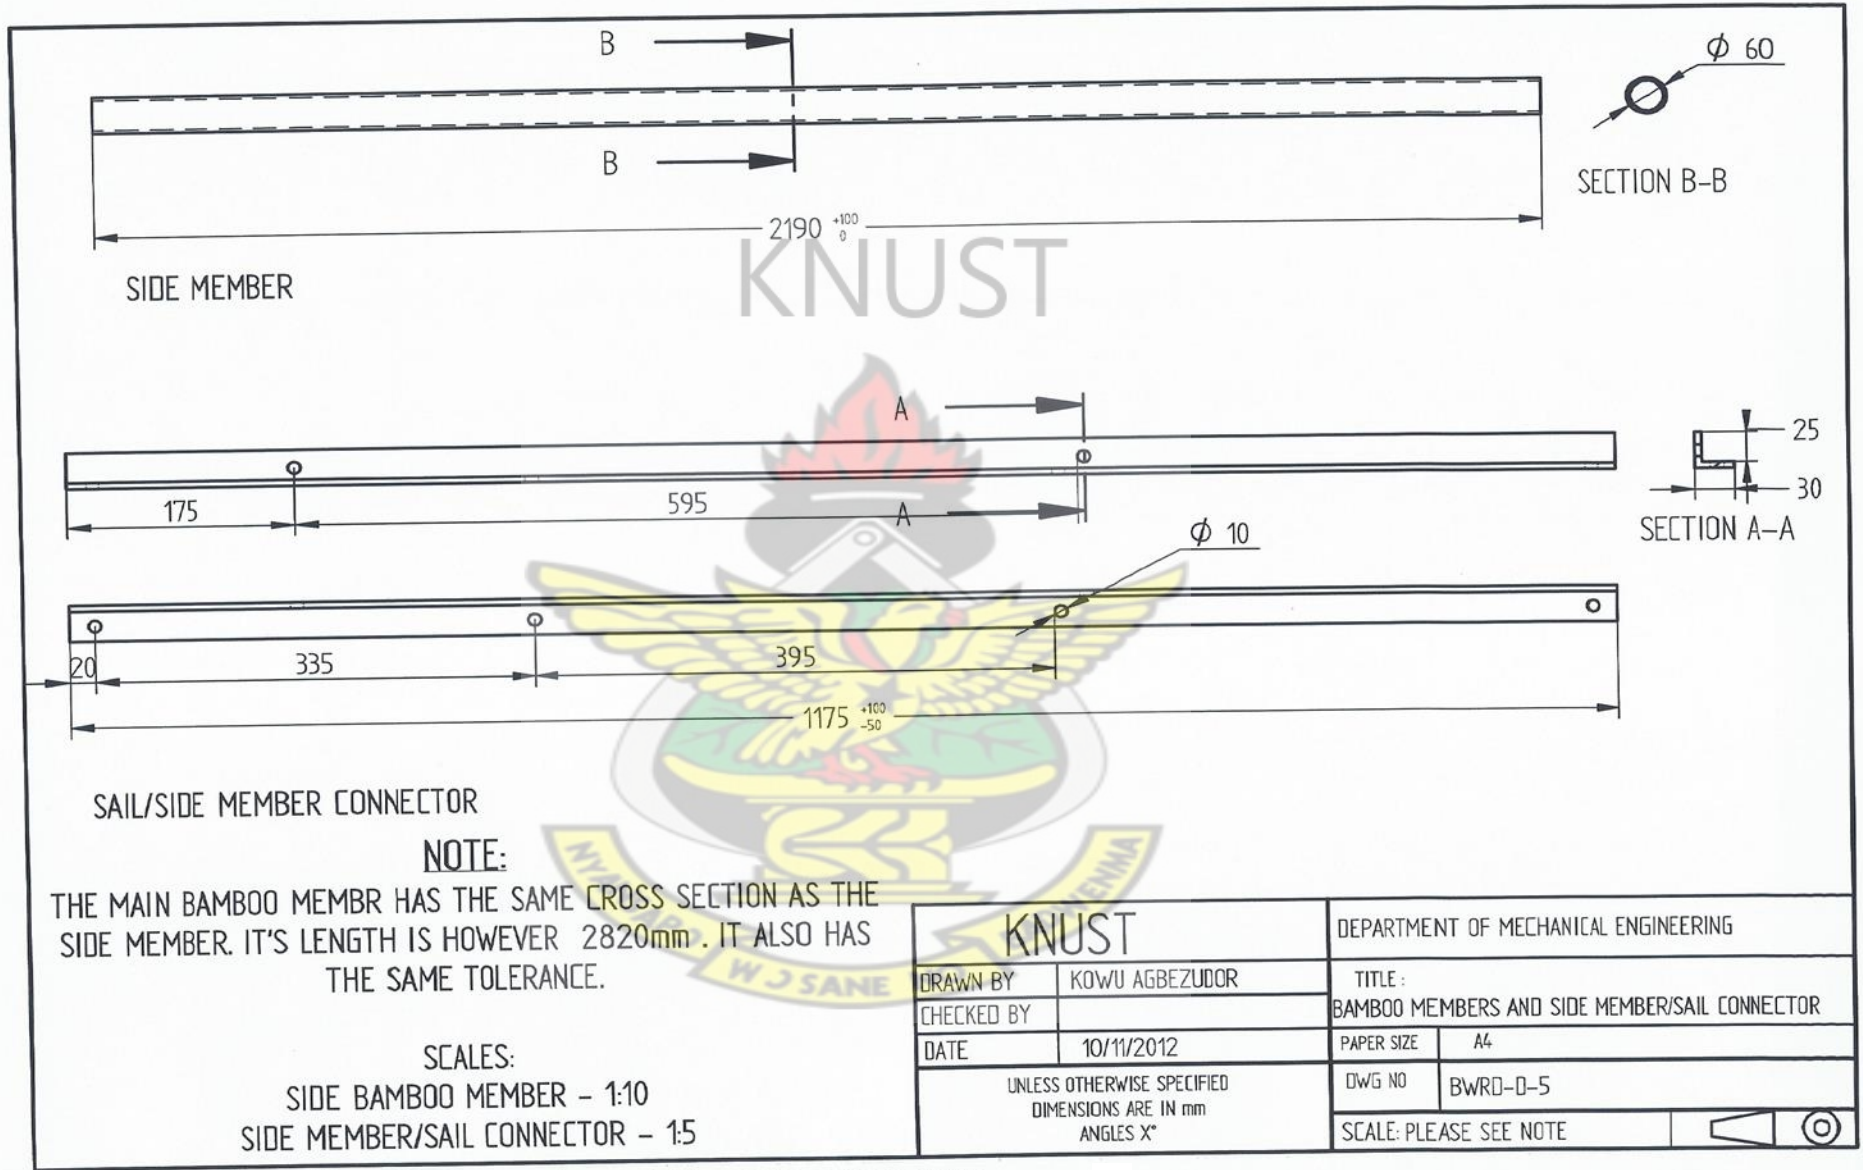 B
Φ 60
B
SECTION B-B
2190 +100 0
SIDE MEMBER
KNUST
A
25
175
595
A
30
SECTION A-A
Φ 10
20
335
395
1175 +100 -50
SAIL/SIDE MEMBER CONNECTOR
NOTE:
THE MAIN BAMBOO MEMBR HAS THE SAME CROSS SECTION AS THE
SIDE MEMBER. IT'S LENGTH IS HOWEVER 2820mm . IT ALSO HAS
THE SAME TOLERANCE.
SCALES:
SIDE BAMBOO MEMBER - 1:10
SIDE MEMBER/SAIL CONNECTOR - 1:5
W Ɔ SANE
KNUST
DRAWN BY
KOWU AGBEZUDOR
CHECKED BY
DATE
10/11/2012
UNLESS OTHERWISE SPECIFIED
DIMENSIONS ARE IN mm
ANGLES X°
DEPARTMENT OF MECHANICAL ENGINEERING
TITLE :
BAMBOO MEMBERS AND SIDE MEMBER/SAIL CONNECTOR
PAPER SIZE
A4
DWG NO
BWRD-D-5
SCALE: PLEASE SEE NOTE